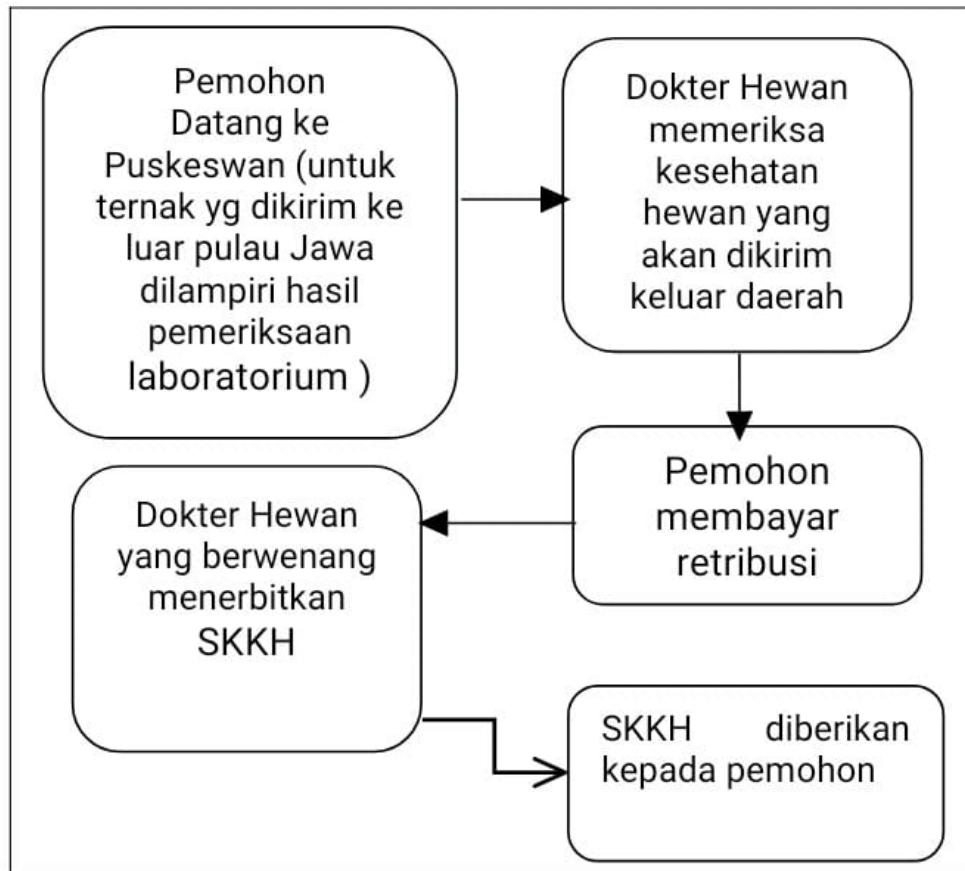 Pemohon
Datang ke
Puskeswan (untuk
ternak yg dikirim ke
luar pulau Jawa
dilampiri hasil
pemeriksaan
laboratorium )
Dokter Hewan
memeriksa
kesehatan
hewan yang
akan dikirim
keluar daerah
Pemohon
membayar
retribusi
Dokter Hewan
yang berwenang
menerbitkan
SKKH
SKKH diberikan
kepada pemohon